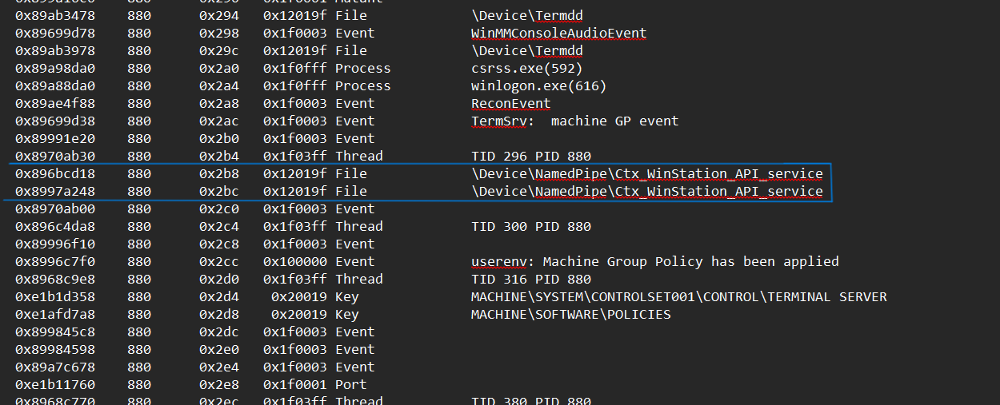 0x89ab3478 880 0x294 0x12019f File \Device\Termdd
0x89699d78 880 0x298 0x1f0003 Event WinMMConsoleAudioEvent
0x89ab3978 880 0x29c 0x12019f File \Device\Termdd
0x89a98da0 880 0x2a0 0x1f0fff Process csrss.exe(592)
0x89a88da0 880 0x2a4 0x1f0fff Process winlogon.exe(616)
0x89ae4f88 880 0x2a8 0x1f0003 Event ReconEvent
0x89699d38 880 0x2ac 0x1f0003 Event TermSrv:  machine GP event
0x89991e20 880 0x2b0 0x1f0003 Event
0x8970ab30 880 0x2b4 0x1f03ff Thread TID 296 PID 880
0x896bcd18 880 0x2b8 0x12019f File \Device\NamedPipe\Ctx_WinStation_API_service
0x8997a248 880 0x2bc 0x12019f File \Device\NamedPipe\Ctx_WinStation_API_service
0x8970ab00 880 0x2c0 0x1f0003 Event
0x896c4da8 880 0x2c4 0x1f03ff Thread TID 300 PID 880
0x89996f10 880 0x2c8 0x1f0003 Event
0x8996c7f0 880 0x2cc 0x100000 Event userenv: Machine Group Policy has been applied
0x8968c9e8 880 0x2d0 0x1f03ff Thread TID 316 PID 880
0xe1b1d358 880 0x2d4 0x20019 Key MACHINE\SYSTEM\CONTROLSET001\CONTROL\TERMINAL SERVER
0xe1afd7a8 880 0x2d8 0x20019 Key MACHINE\SOFTWARE\POLICIES
0x899845c8 880 0x2dc 0x1f0003 Event
0x89984598 880 0x2e0 0x1f0003 Event
0x89a7c678 880 0x2e4 0x1f0003 Event
0xe1b11760 880 0x2e8 0x1f0001 Port
0x8968c770 880 0x2ec 0x1f03ff Thread TID 380 PID 880